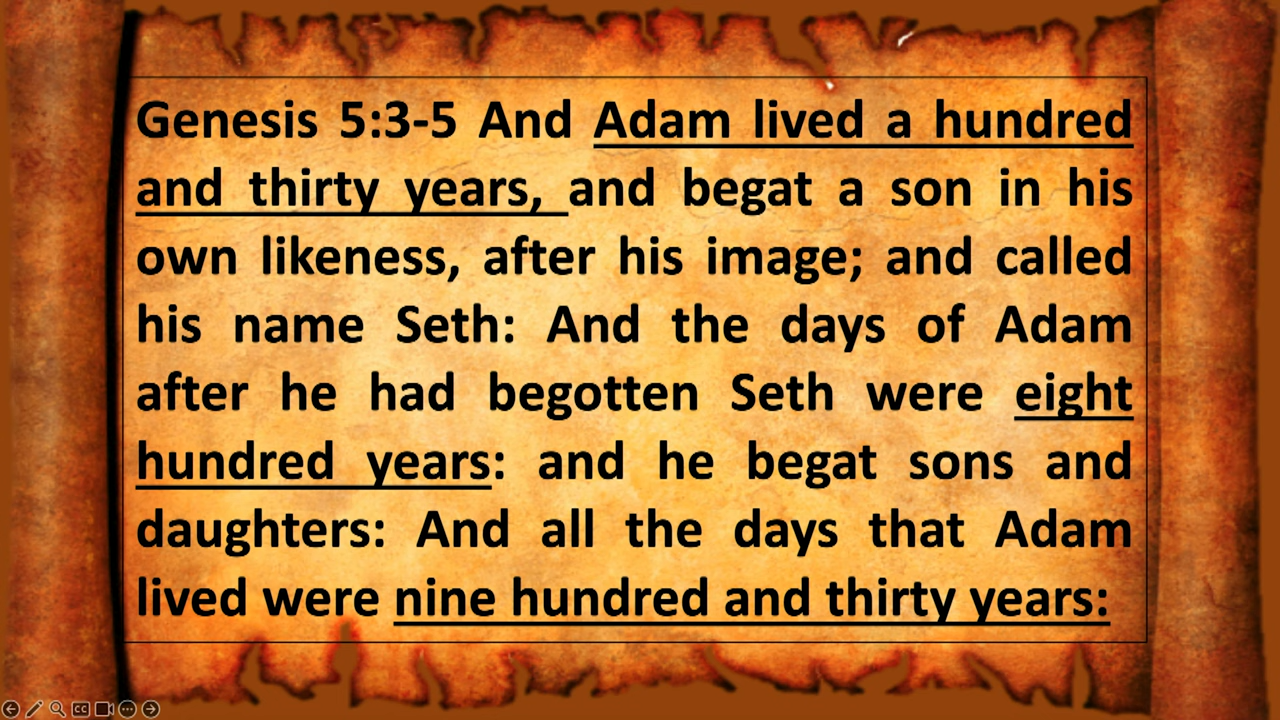 Genesis 5:3-5 And Adam lived a hundred
and thirty years, and begat a son in his
own likeness, after his image; and called
his name Seth: And the days of Adam
after he had begotten Seth were eight
hundred years: and he begat sons and
daughters: And all the days that Adam
lived were nine hundred and thirty years:
CC